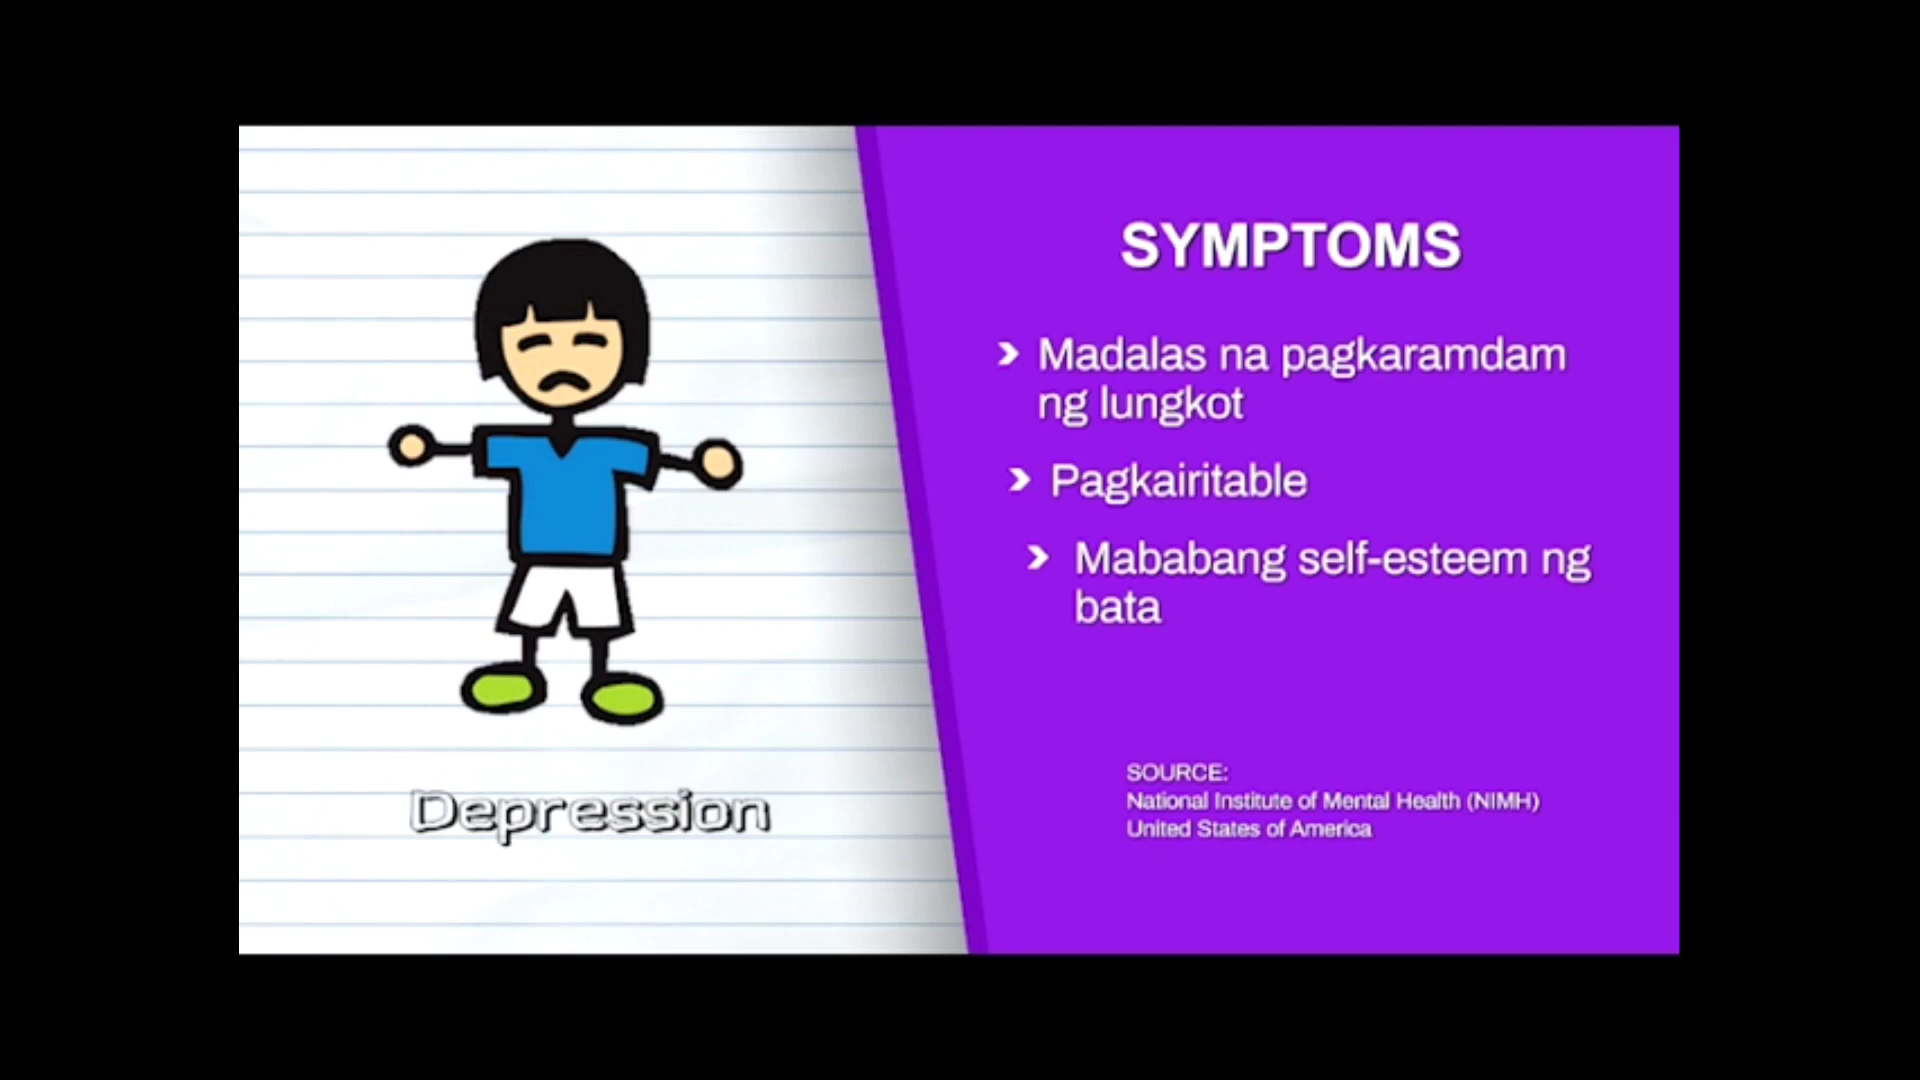 SYMPTOMS
Madalas na pagkaramdam
ng lungkot
Pagkairitable
Mababang self-esteem ng
bata
SOURCE:
National Institute of Mental Health (NIMH)
United States of America
Depression